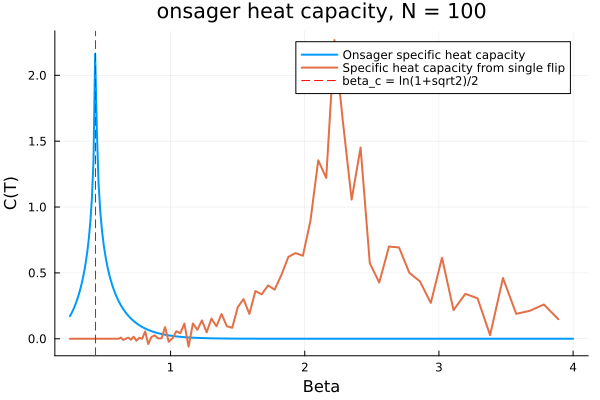 onsager heat capacity, N = 100
Onsager specific heat capacity
Specific heat capacity from single flip
beta_c = ln(1+sqrt2)/2
C(T)
2.0
1.5
1.0
0.5
0.0
1 2 3 4
Beta